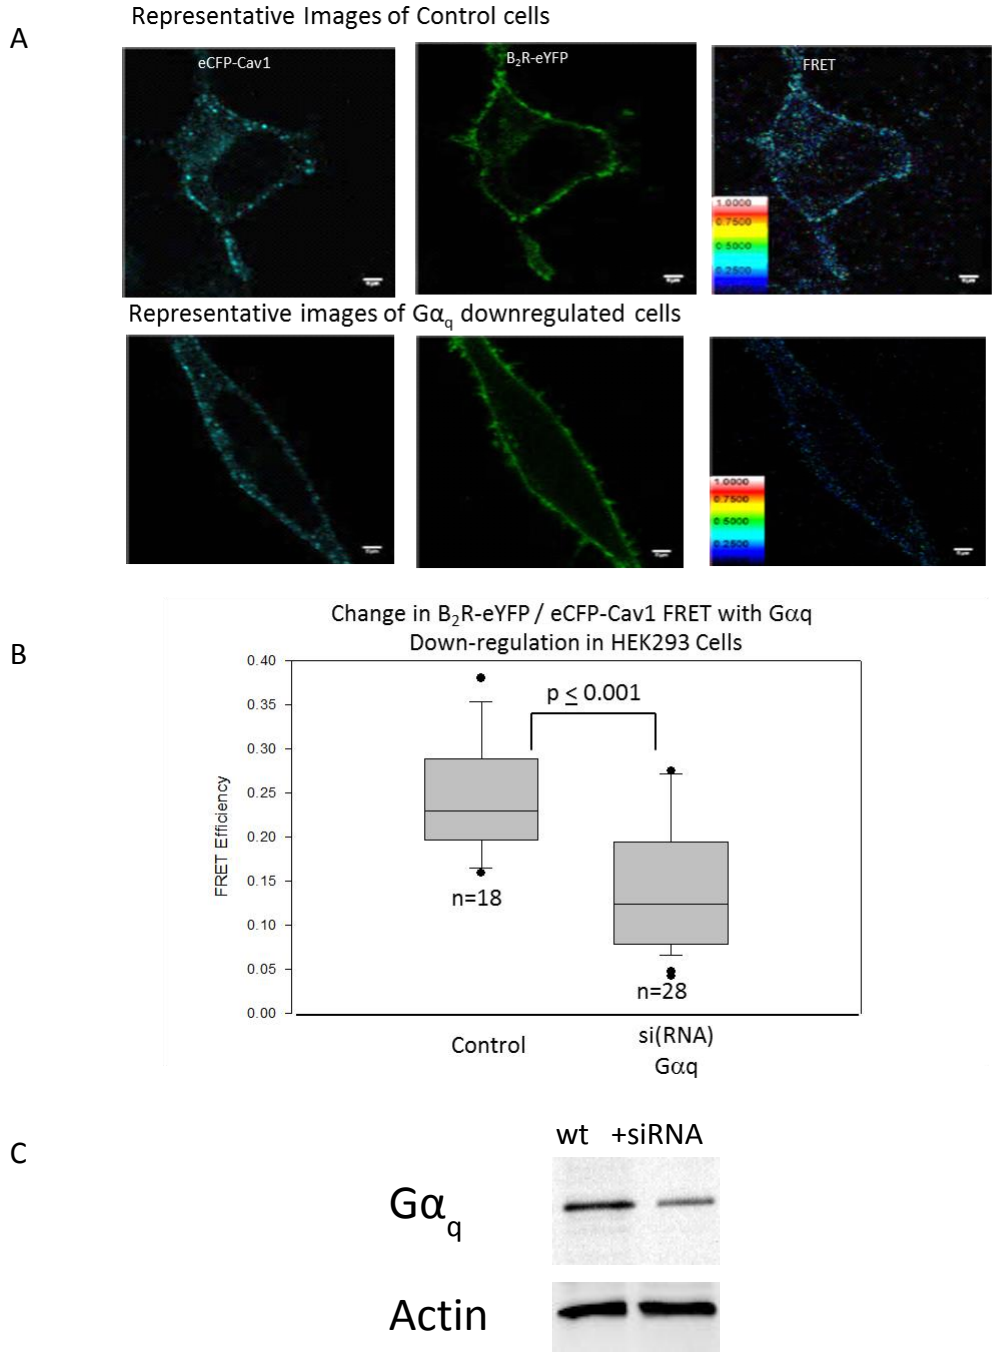 Representative Images of Control cells
A
eCFP-Cav1
B₂R-eYFP
FRET
1.0000
0.7500
0.5000
0.2500
Representative images of Gαq downregulated cells
1.0000
0.7500
0.5000
0.2500
B
Change in B₂R-eYFP / eCFP-Cav1 FRET with Gαq
Down-regulation in HEK293 Cells
0.40
0.35
0.30
0.25
0.20
0.15
0.10
0.05
0.00
FRET Efficiency
p ≤ 0.001
n=18
n=28
Control
si(RNA)
Gαq
C
wt +siRNA
Gαq
Actin